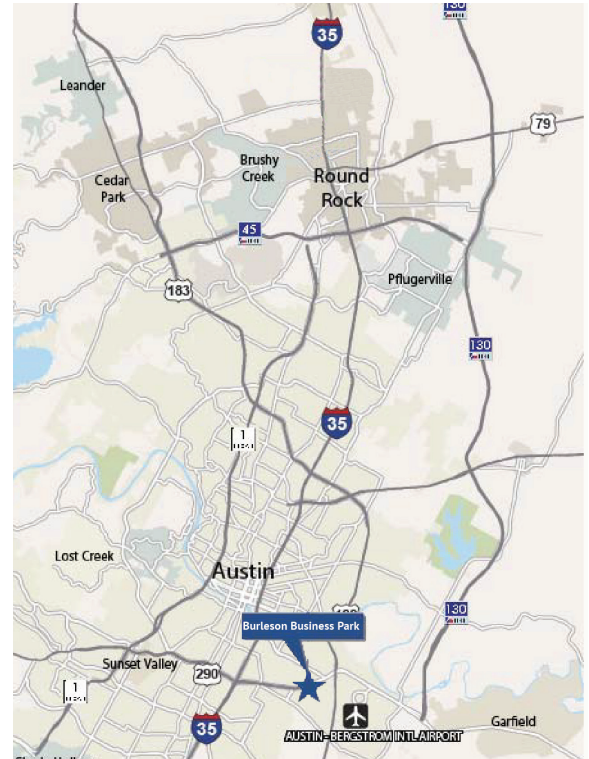 130
35
Leander
79
Brushy
Creek
Round
Rock
Cedar
Park
45
Pflugerville
183
130
35
1
Lost Creek
Austin
130
Burleson Business Park
Sunset Valley
290
1
35
Garfield
AUSTIN - BERGSTROM INTL AIRPORT